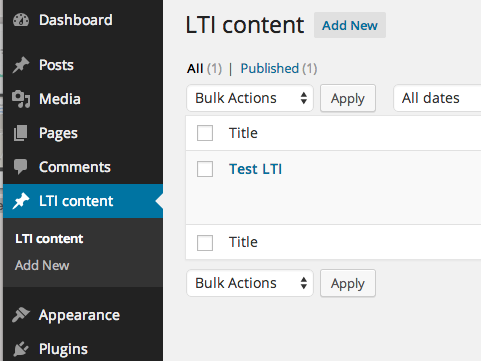 Dashboard
Posts
Media
Pages
Comments
LTI content
LTI content
Add New
Appearance
Plugins
LTI content Add New
All (1) | Published (1)
Bulk Actions Apply All dates
Title
Test LTI
Title
Bulk Actions Apply